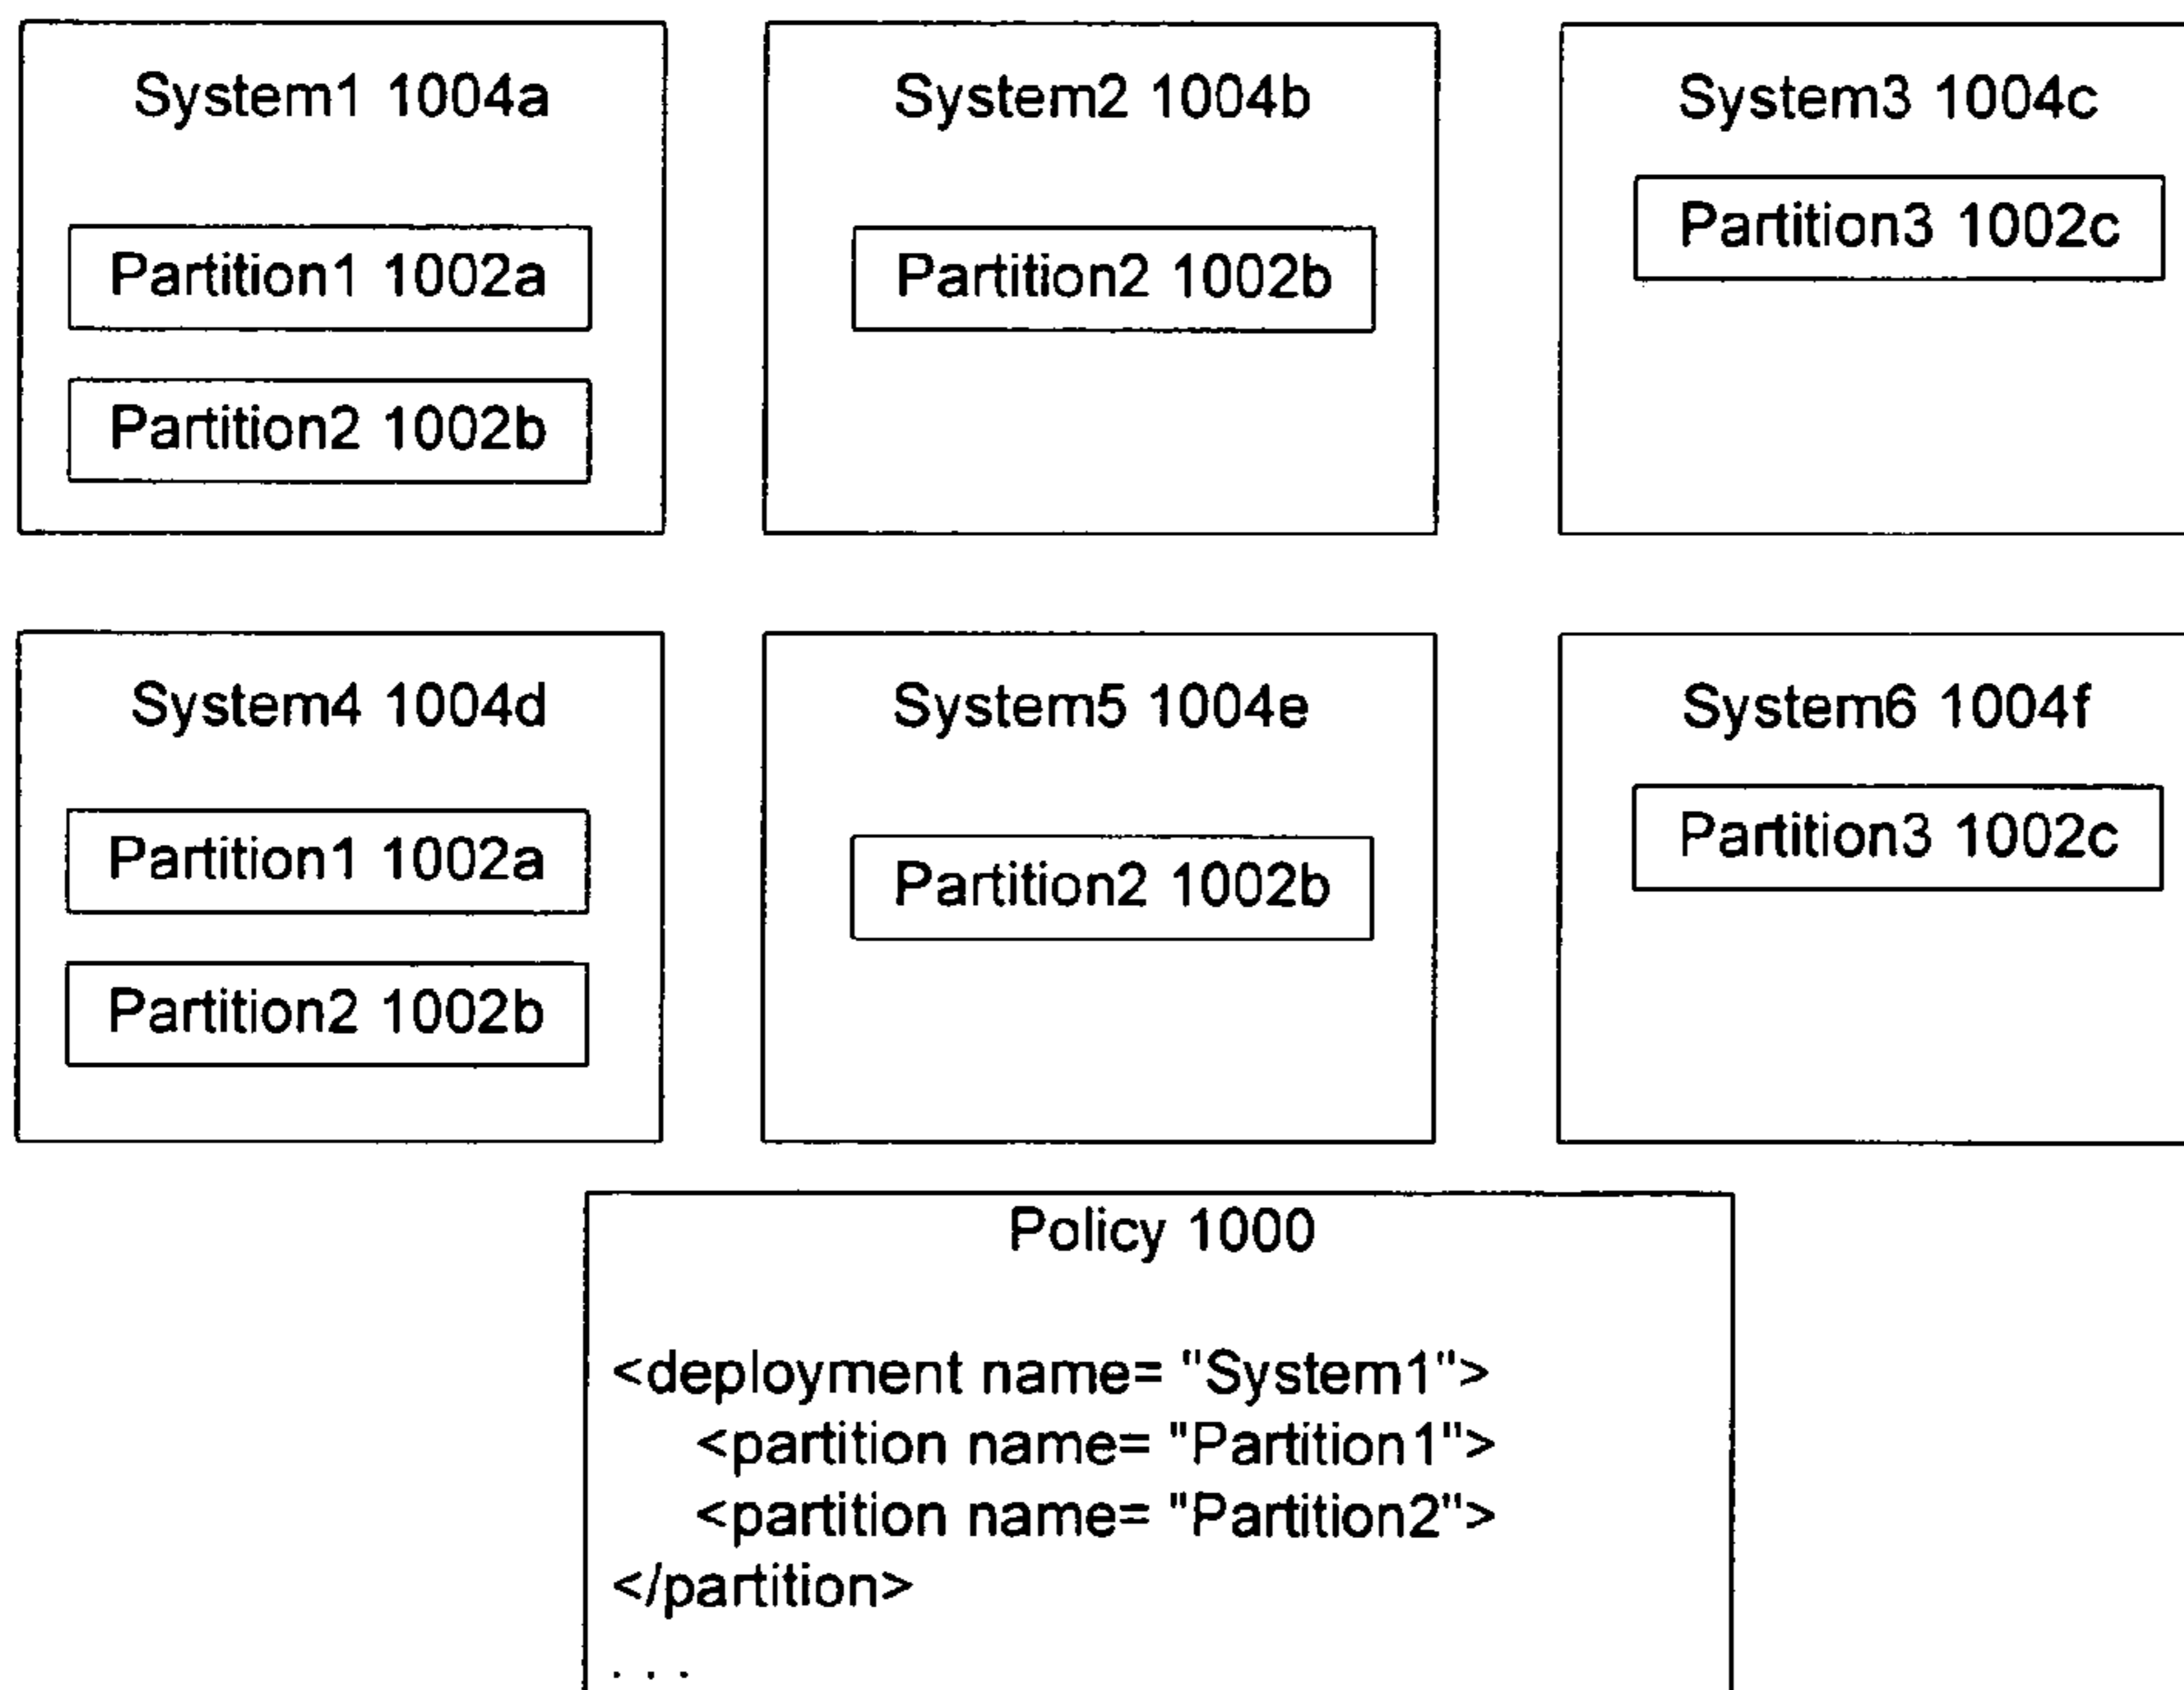 System1 1004a
Partition1 1002a
Partition2 1002b
System2 1004b
Partition2 1002b
System3 1004c
Partition3 1002c
System4 1004d
Partition1 1002a
Partition2 1002b
System5 1004e
Partition2 1002b
System6 1004f
Partition3 1002c
Policy 1000
<deployment name= "System1">
<partition name= "Partition1">
<partition name= "Partition2">
</partition>
. . .